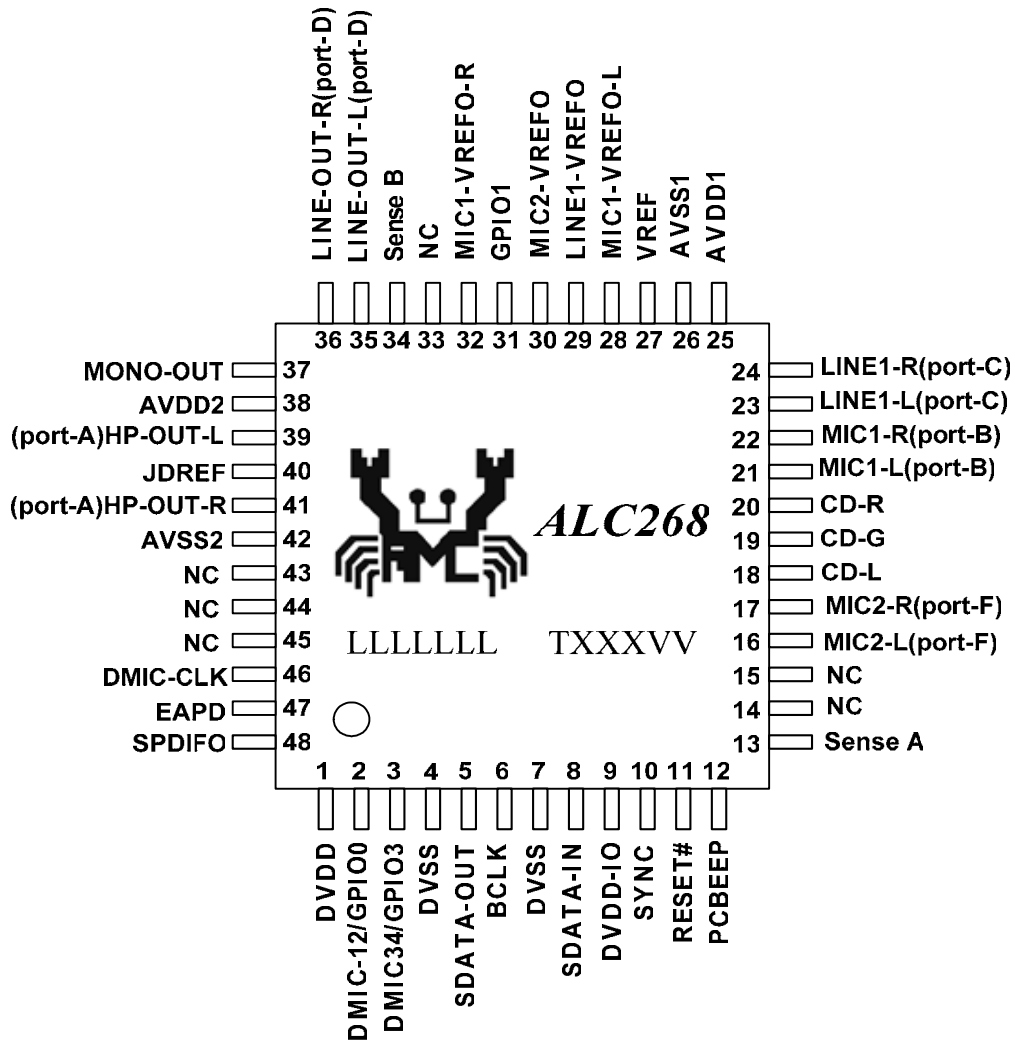 LINE-OUT-R(port-D)
LINE-OUT-L(port-D)
Sense B
NC
MIC1-VREFO-R
GPIO1
MIC2-VREFO
LINE1-VREFO
MIC1-VREFO-L
VREF
AVSS1
AVDD1
36 35 34 33 32 31 30 29 28 27 26 25
MONO-OUT 37
AVDD2 38
(port-A)HP-OUT-L 39
JDREF 40
(port-A)HP-OUT-R 41
AVSS2 42
NC 43
NC 44
NC 45
DMIC-CLK 46
EAPD 47
SPDIFO 48
ALC268
LLLLLLL TXXXVV
24 LINE1-R(port-C)
23 LINE1-L(port-C)
22 MIC1-R(port-B)
21 MIC1-L(port-B)
20 CD-R
19 CD-G
18 CD-L
17 MIC2-R(port-F)
16 MIC2-L(port-F)
15 NC
14 NC
13 Sense A
1 2 3 4 5 6 7 8 9 10 11 12
DVDD
DMIC-12/GPIO0
DMIC34/GPIO3
DVSS
SDATA-OUT
BCLK
DVSS
SDATA-IN
DVDD-IO
SYNC
RESET#
PCBEEP